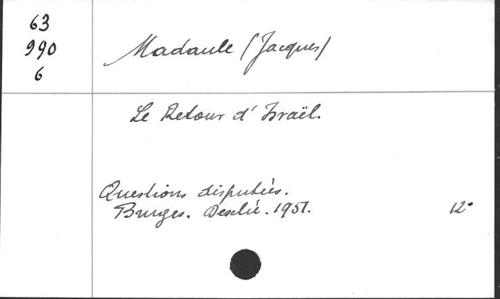 63
990
6
Madaule (Jacques)
Le Retour d'Israël.
Questions disputées.
Bruges. Desclée. 1951.
12°